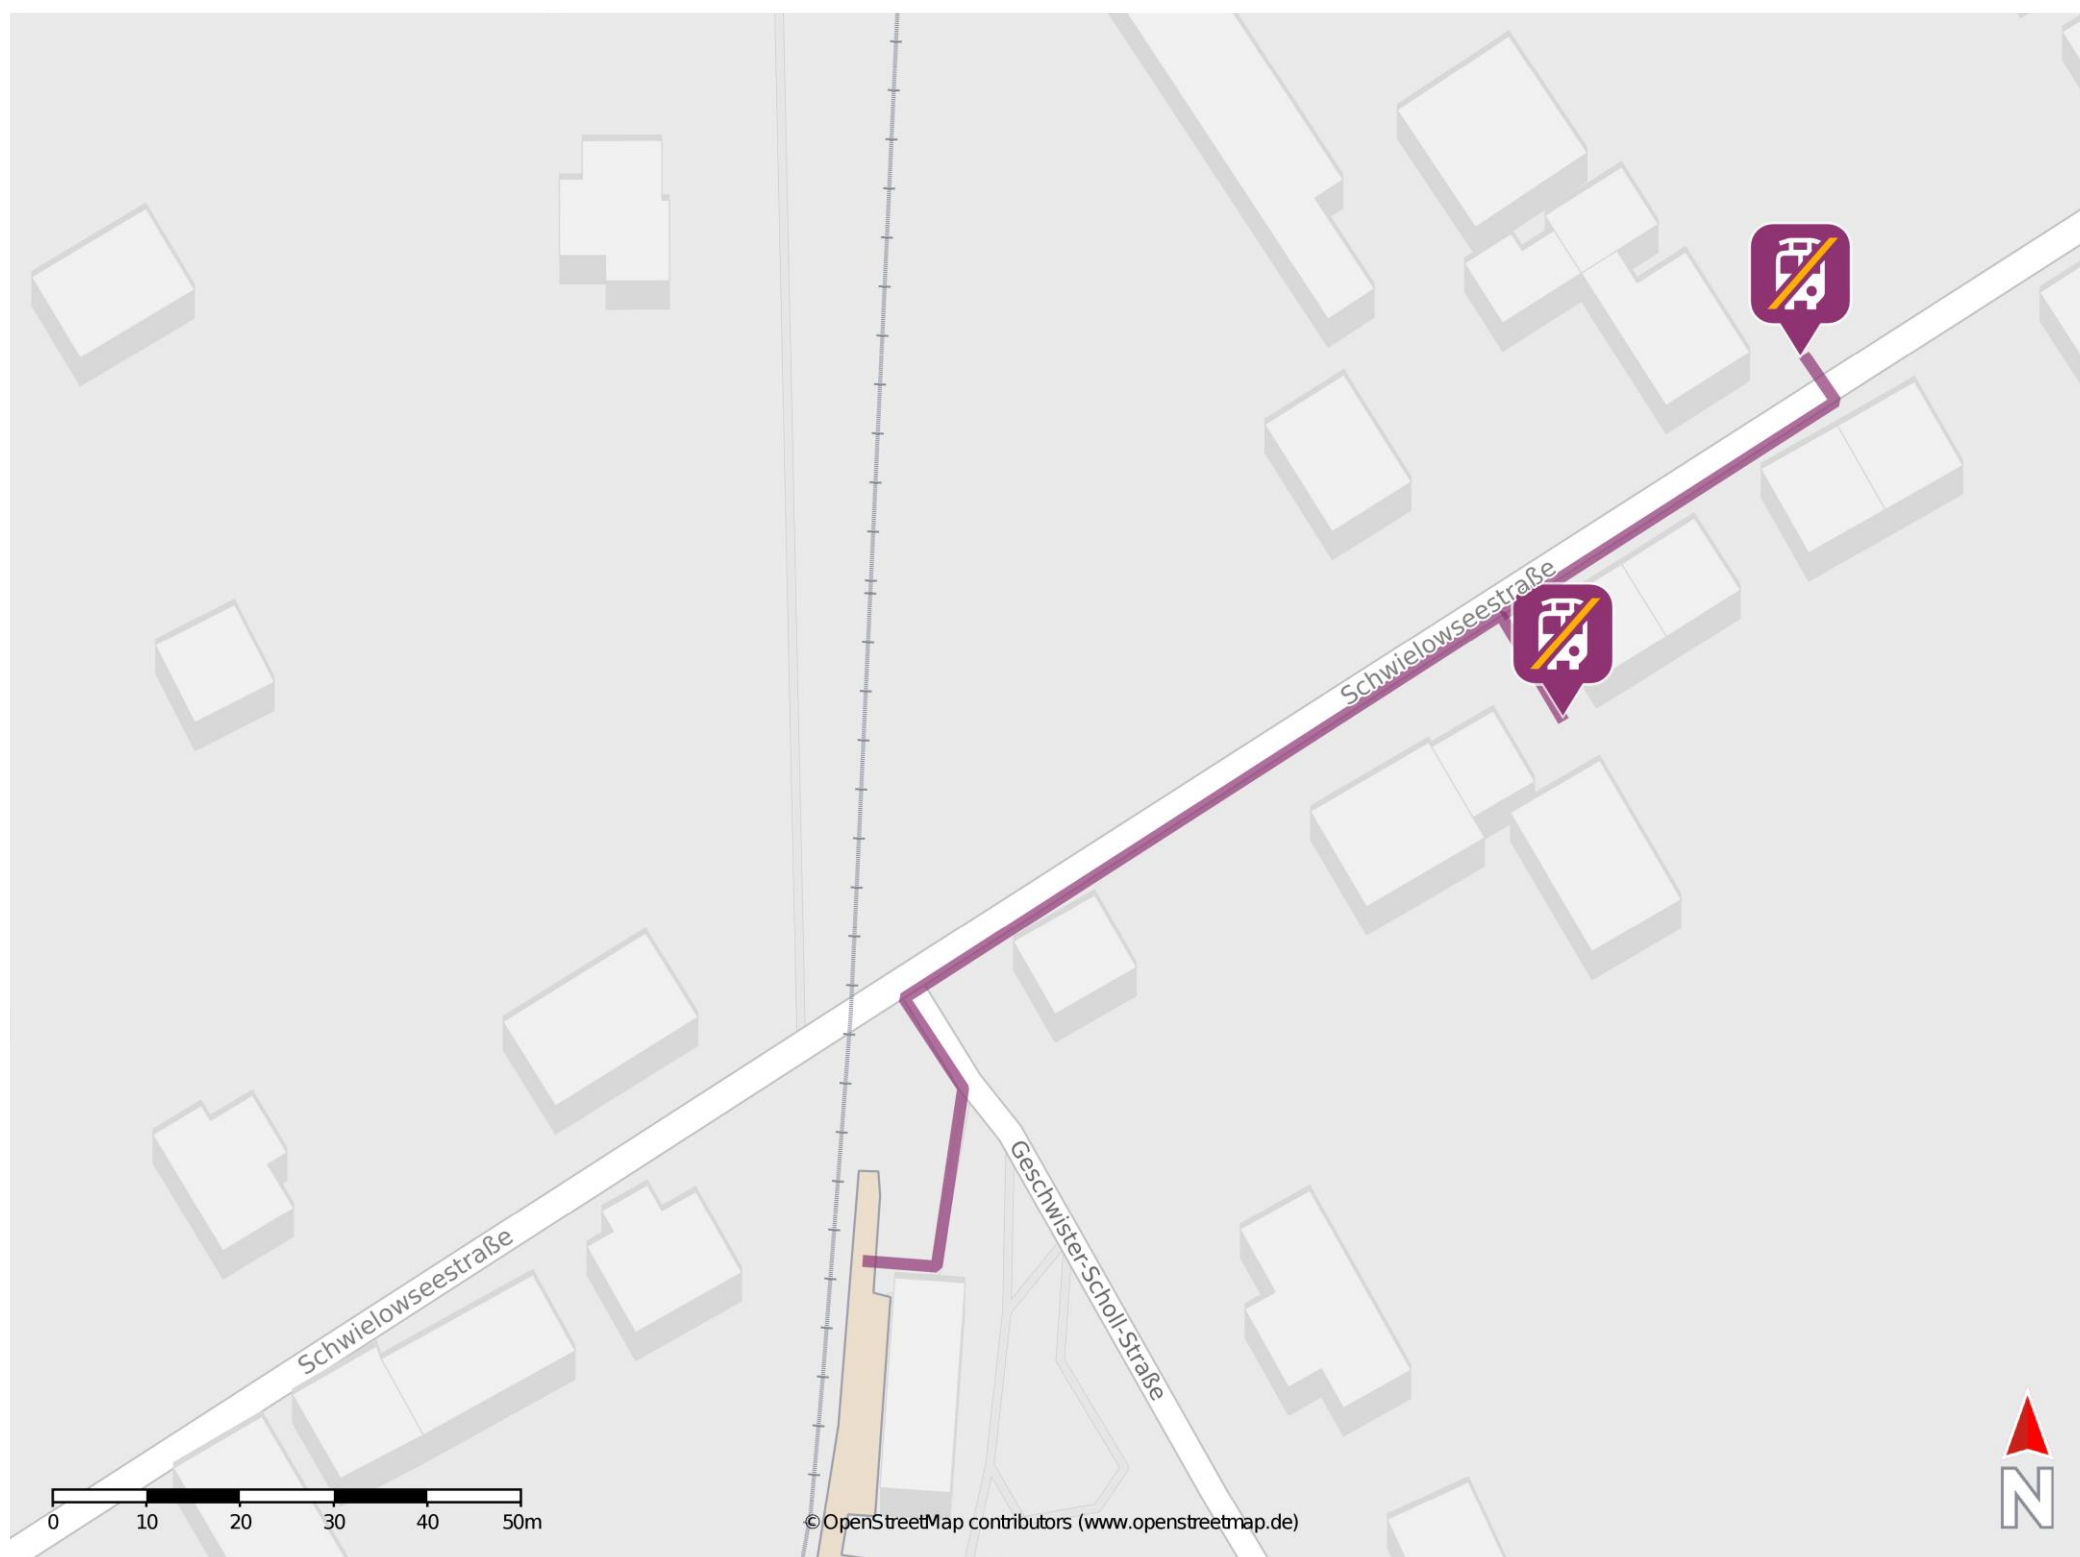 Schwielowseestraße
Geschwister-Scholl-Straße
Schwielowseestraße
0 10 20 30 40 50m
© OpenStreetMap contributors (www.openstreetmap.de)
N